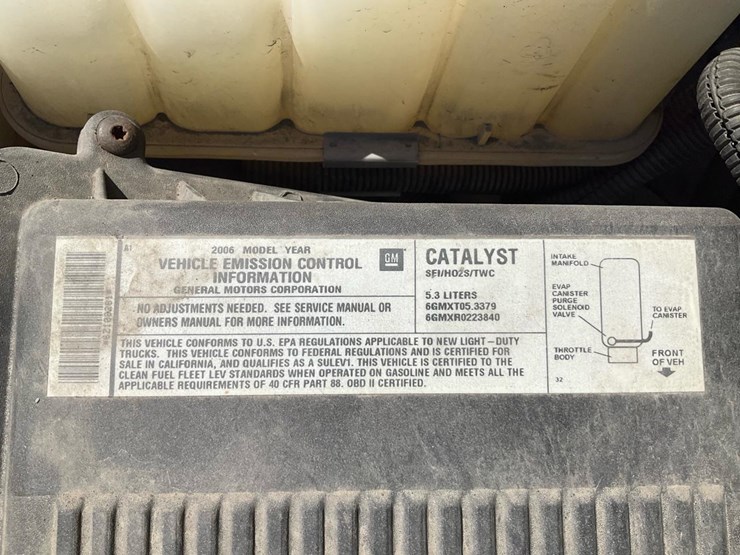 A1
2006 MODEL YEAR
VEHICLE EMISSION CONTROL
INFORMATION
GENERAL MOTORS CORPORATION
GM
NO ADJUSTMENTS NEEDED. SEE SERVICE MANUAL OR
OWNERS MANUAL FOR MORE INFORMATION.
CATALYST
SFI/HO2S/TWC
5.3 LITERS
6GMXT05.3379
6GMXR0223840
THIS VEHICLE CONFORMS TO U.S. EPA REGULATIONS APPLICABLE TO NEW LIGHT-DUTY
TRUCKS. THIS VEHICLE CONFORMS TO FEDERAL REGULATIONS AND IS CERTIFIED FOR
SALE IN CALIFORNIA, AND QUALIFIES AS A SULEV1. THIS VEHICLE IS CERTIFIED TO THE
CLEAN FUEL FLEET LEV STANDARDS WHEN OPERATED ON GASOLINE AND MEETS ALL THE
APPLICABLE REQUIREMENTS OF 40 CFR PART 88. OBD II CERTIFIED.
INTAKE
MANIFOLD
EVAP
CANISTER
PURGE
SOLENOID
VALVE
TO EVAP
CANISTER
THROTTLE
BODY
FRONT
OF VEH
32